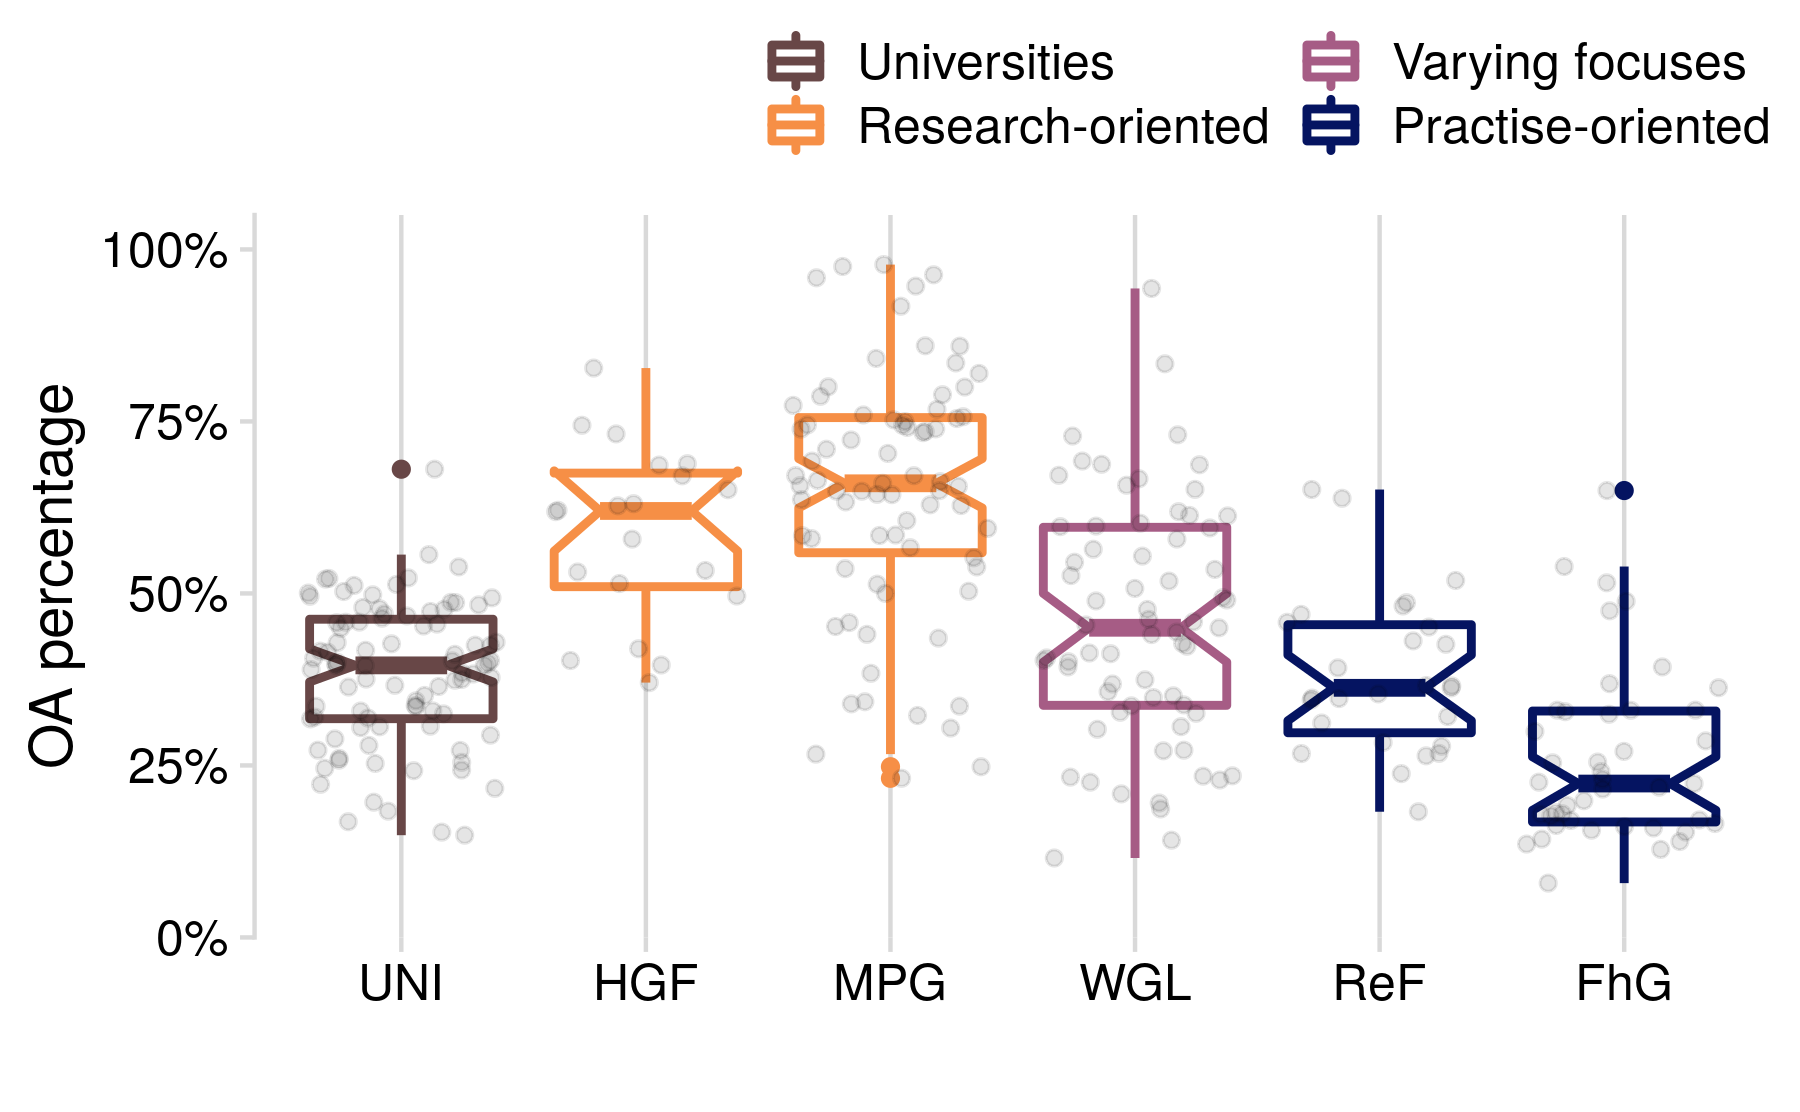 Universities
Varying focuses
Research-oriented
Practise-oriented
OA percentage
100%
75%
50%
25%
0%
UNI
HGF
MPG
WGL
ReF
FhG